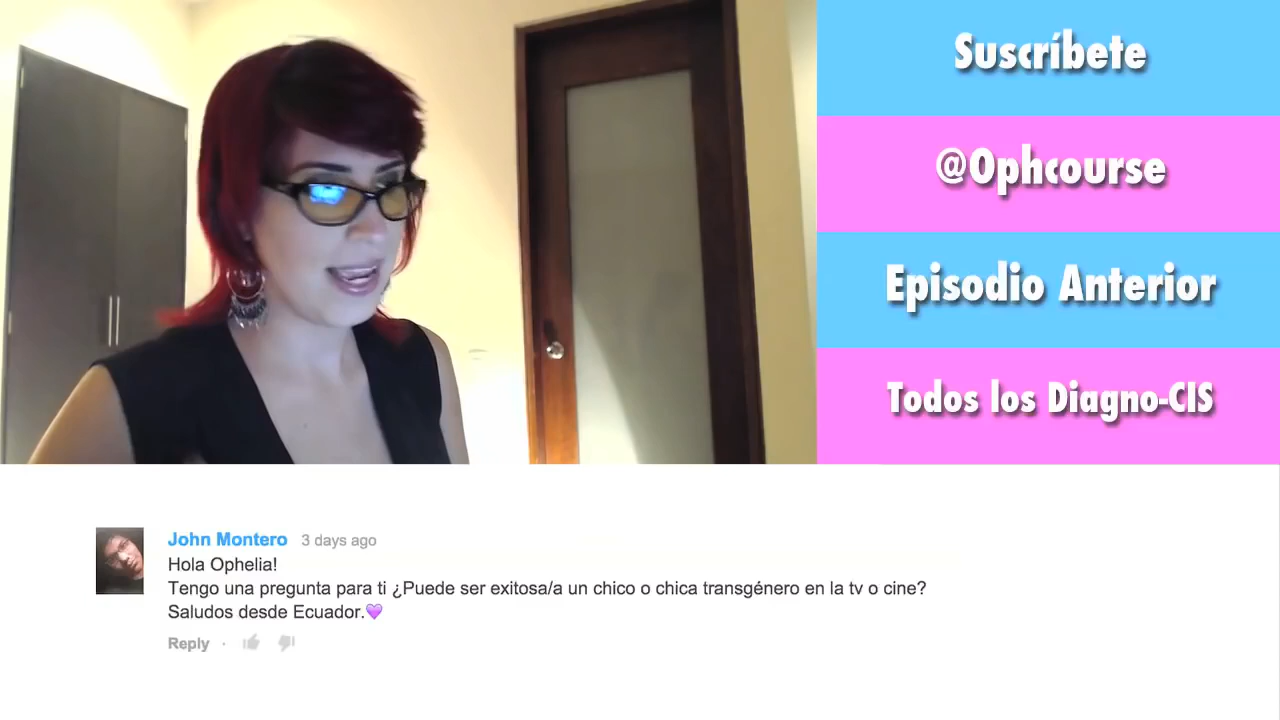 Suscríbete
@Ophcourse
Episodio Anterior
Todos los Diagno-CIS
John Montero 3 days ago
Hola Ophelia!
Tengo una pregunta para ti ¿Puede ser exitosa/a un chico o chica transgénero en la tv o cine?
Saludos desde Ecuador.💜
Reply ·